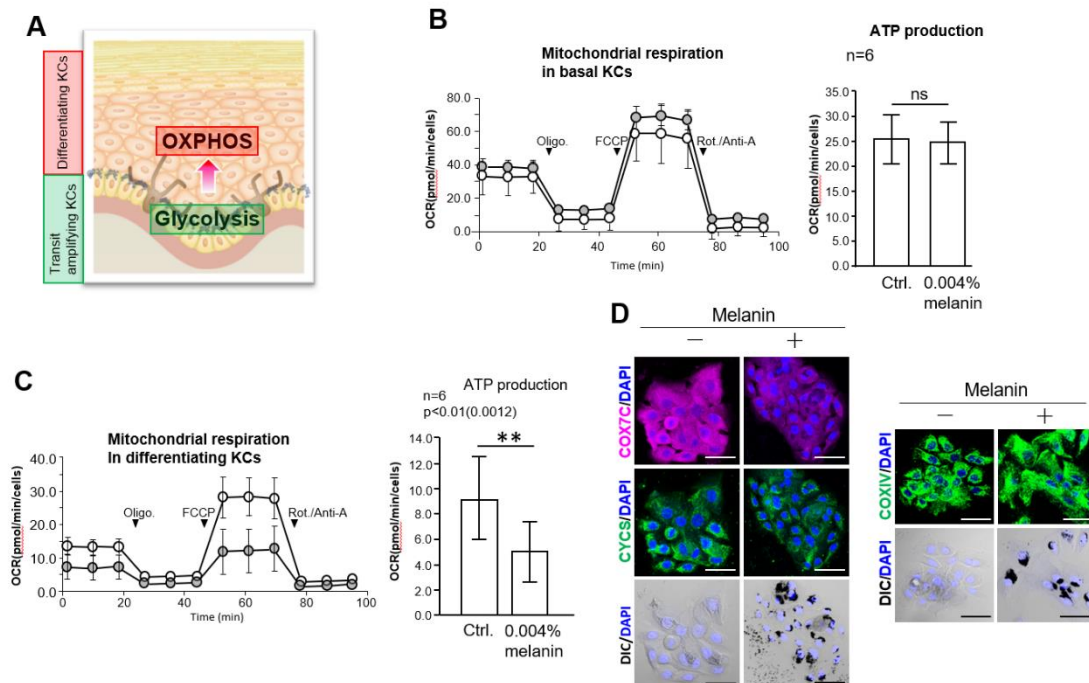 A
Differentiating KCs
Transit
amplifying KCs
OXPHOS
Glycolysis
B
Mitochondrial respiration
in basal KCs
OCR(pmol/min/cells)
80.0
60.0
40.0
20.0
0.0
Oligo.
FCCP
Rot./Anti-A
0
20
40
60
80
100
Time (min)
ATP production
n=6
ns
OCR(pmol/min/cells)
35.0
30.0
25.0
20.0
15.0
10.0
5.0
0.0
Ctrl.
0.004%
melanin
C
Mitochondrial respiration
In differentiating KCs
OCR(pmol/min/cells)
40.0
30.0
20.0
10.0
0.0
Oligo.
FCCP
Rot./Anti-A
0
20
40
60
80
100
Time (min)
ATP production
n=6
p<0.01(0.0012)
**
OCR(pmol/min/cells)
14.0
12.0
10.0
8.0
6.0
4.0
2.0
0.0
Ctrl.
0.004%
melanin
D
Melanin
− +
COX7C/DAPI
CYCS/DAPI
DIC/DAPI
Melanin
− +
COXIV/DAPI
DIC/DAPI